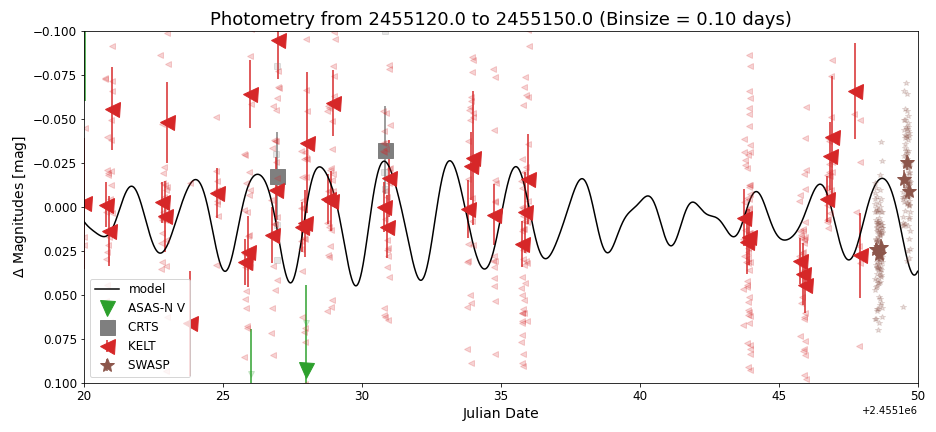 Photometry from 2455120.0 to 2455150.0 (Binsize = 0.10 days)
−0.100
−0.075
−0.050
−0.025
0.000
0.025
0.050
0.075
0.100
Δ Magnitudes [mag]
model
ASAS-N V
CRTS
KELT
SWASP
20 25 30 35 40 45 50
Julian Date
+2.4551e6